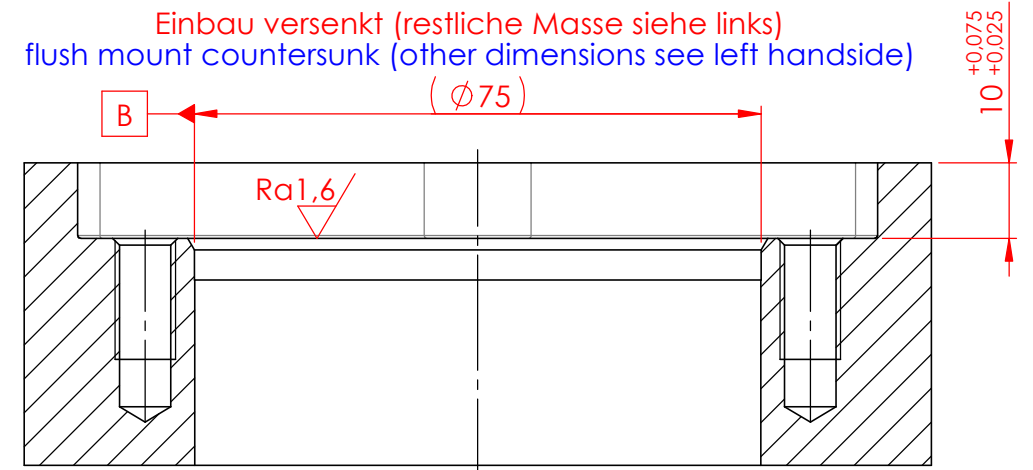 Einbau versenkt (restliche Masse siehe links)
flush mount countersunk (other dimensions see left handside)
B
(⌀75)
10 +0,075 +0,025
Ra1,6